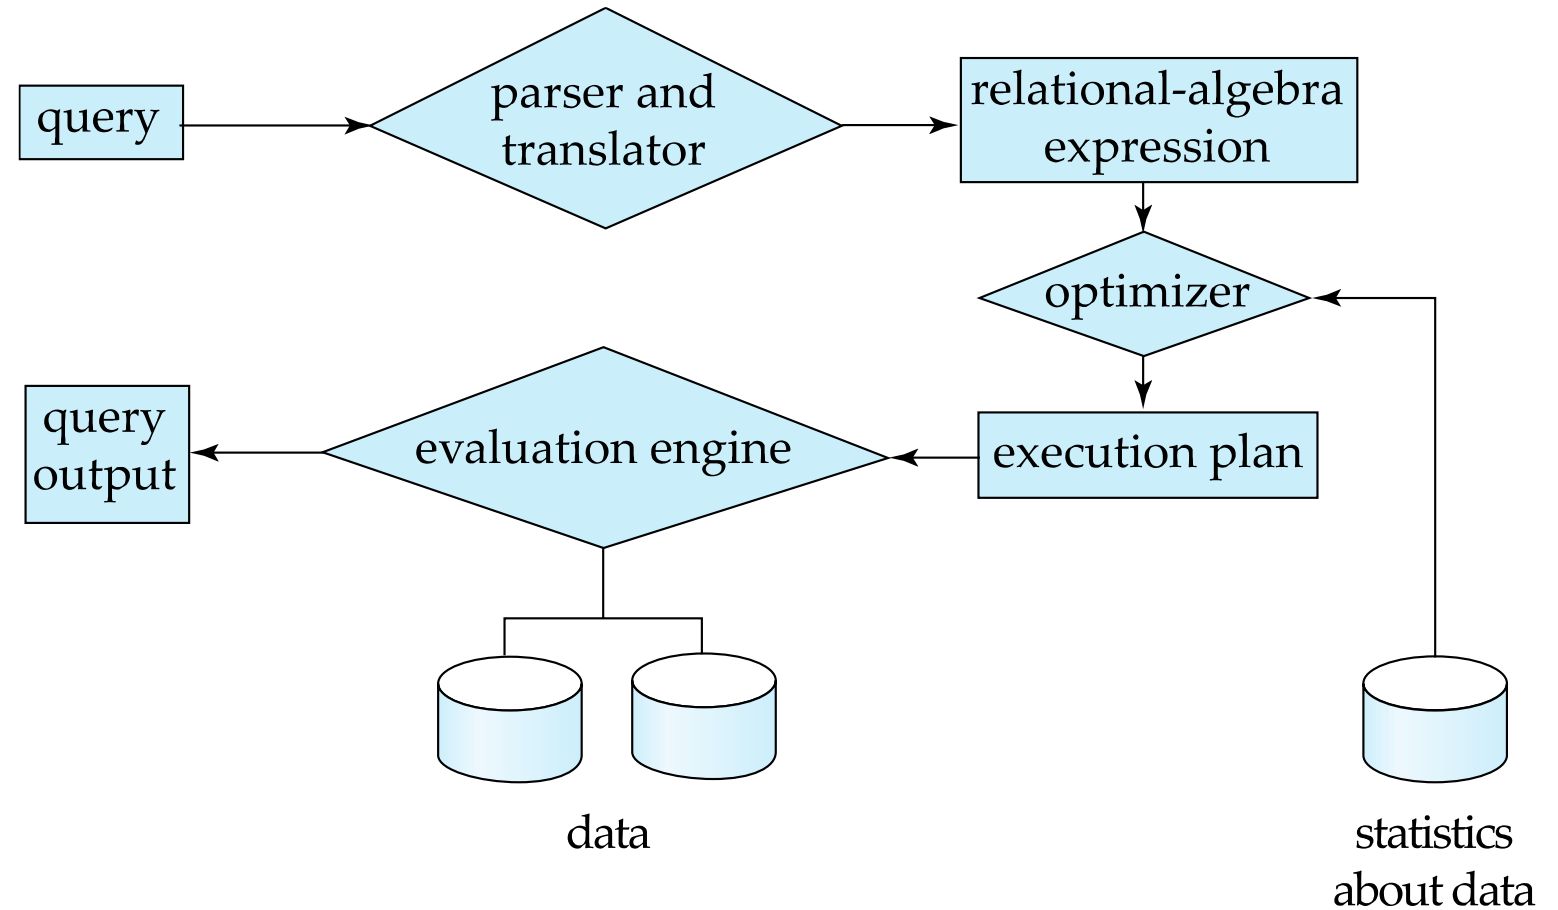 query
parser and
translator
relational-algebra
expression
optimizer
execution plan
evaluation engine
query
output
data
statistics
about data